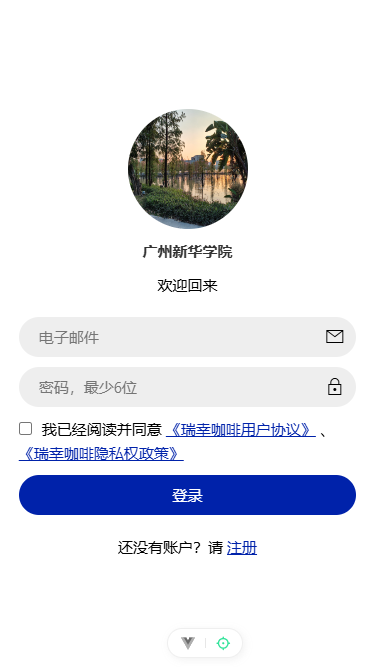 广州新华学院
欢迎回来
电子邮件
密码，最少6位
我已经阅读并同意 《瑞幸咖啡用户协议》 、
《瑞幸咖啡隐私权政策》
登录
还没有账户？请 注册